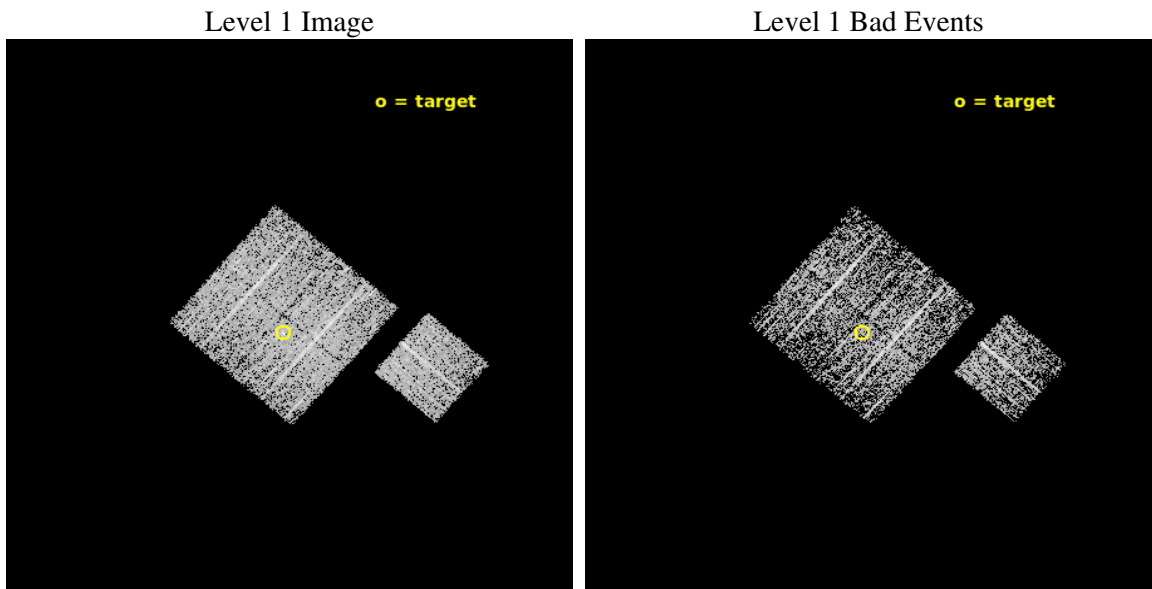 Level 1 Image
Level 1 Bad Events
o = target
o = target